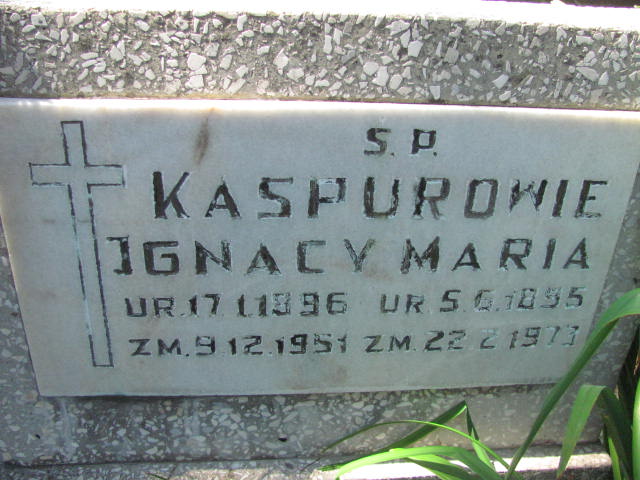 S.P.
KASPUROWIE
IGNACY MARIA
UR.17.1.1896 UR.5.6.1895
ZM.9.12.1951 ZM.22.2.1973